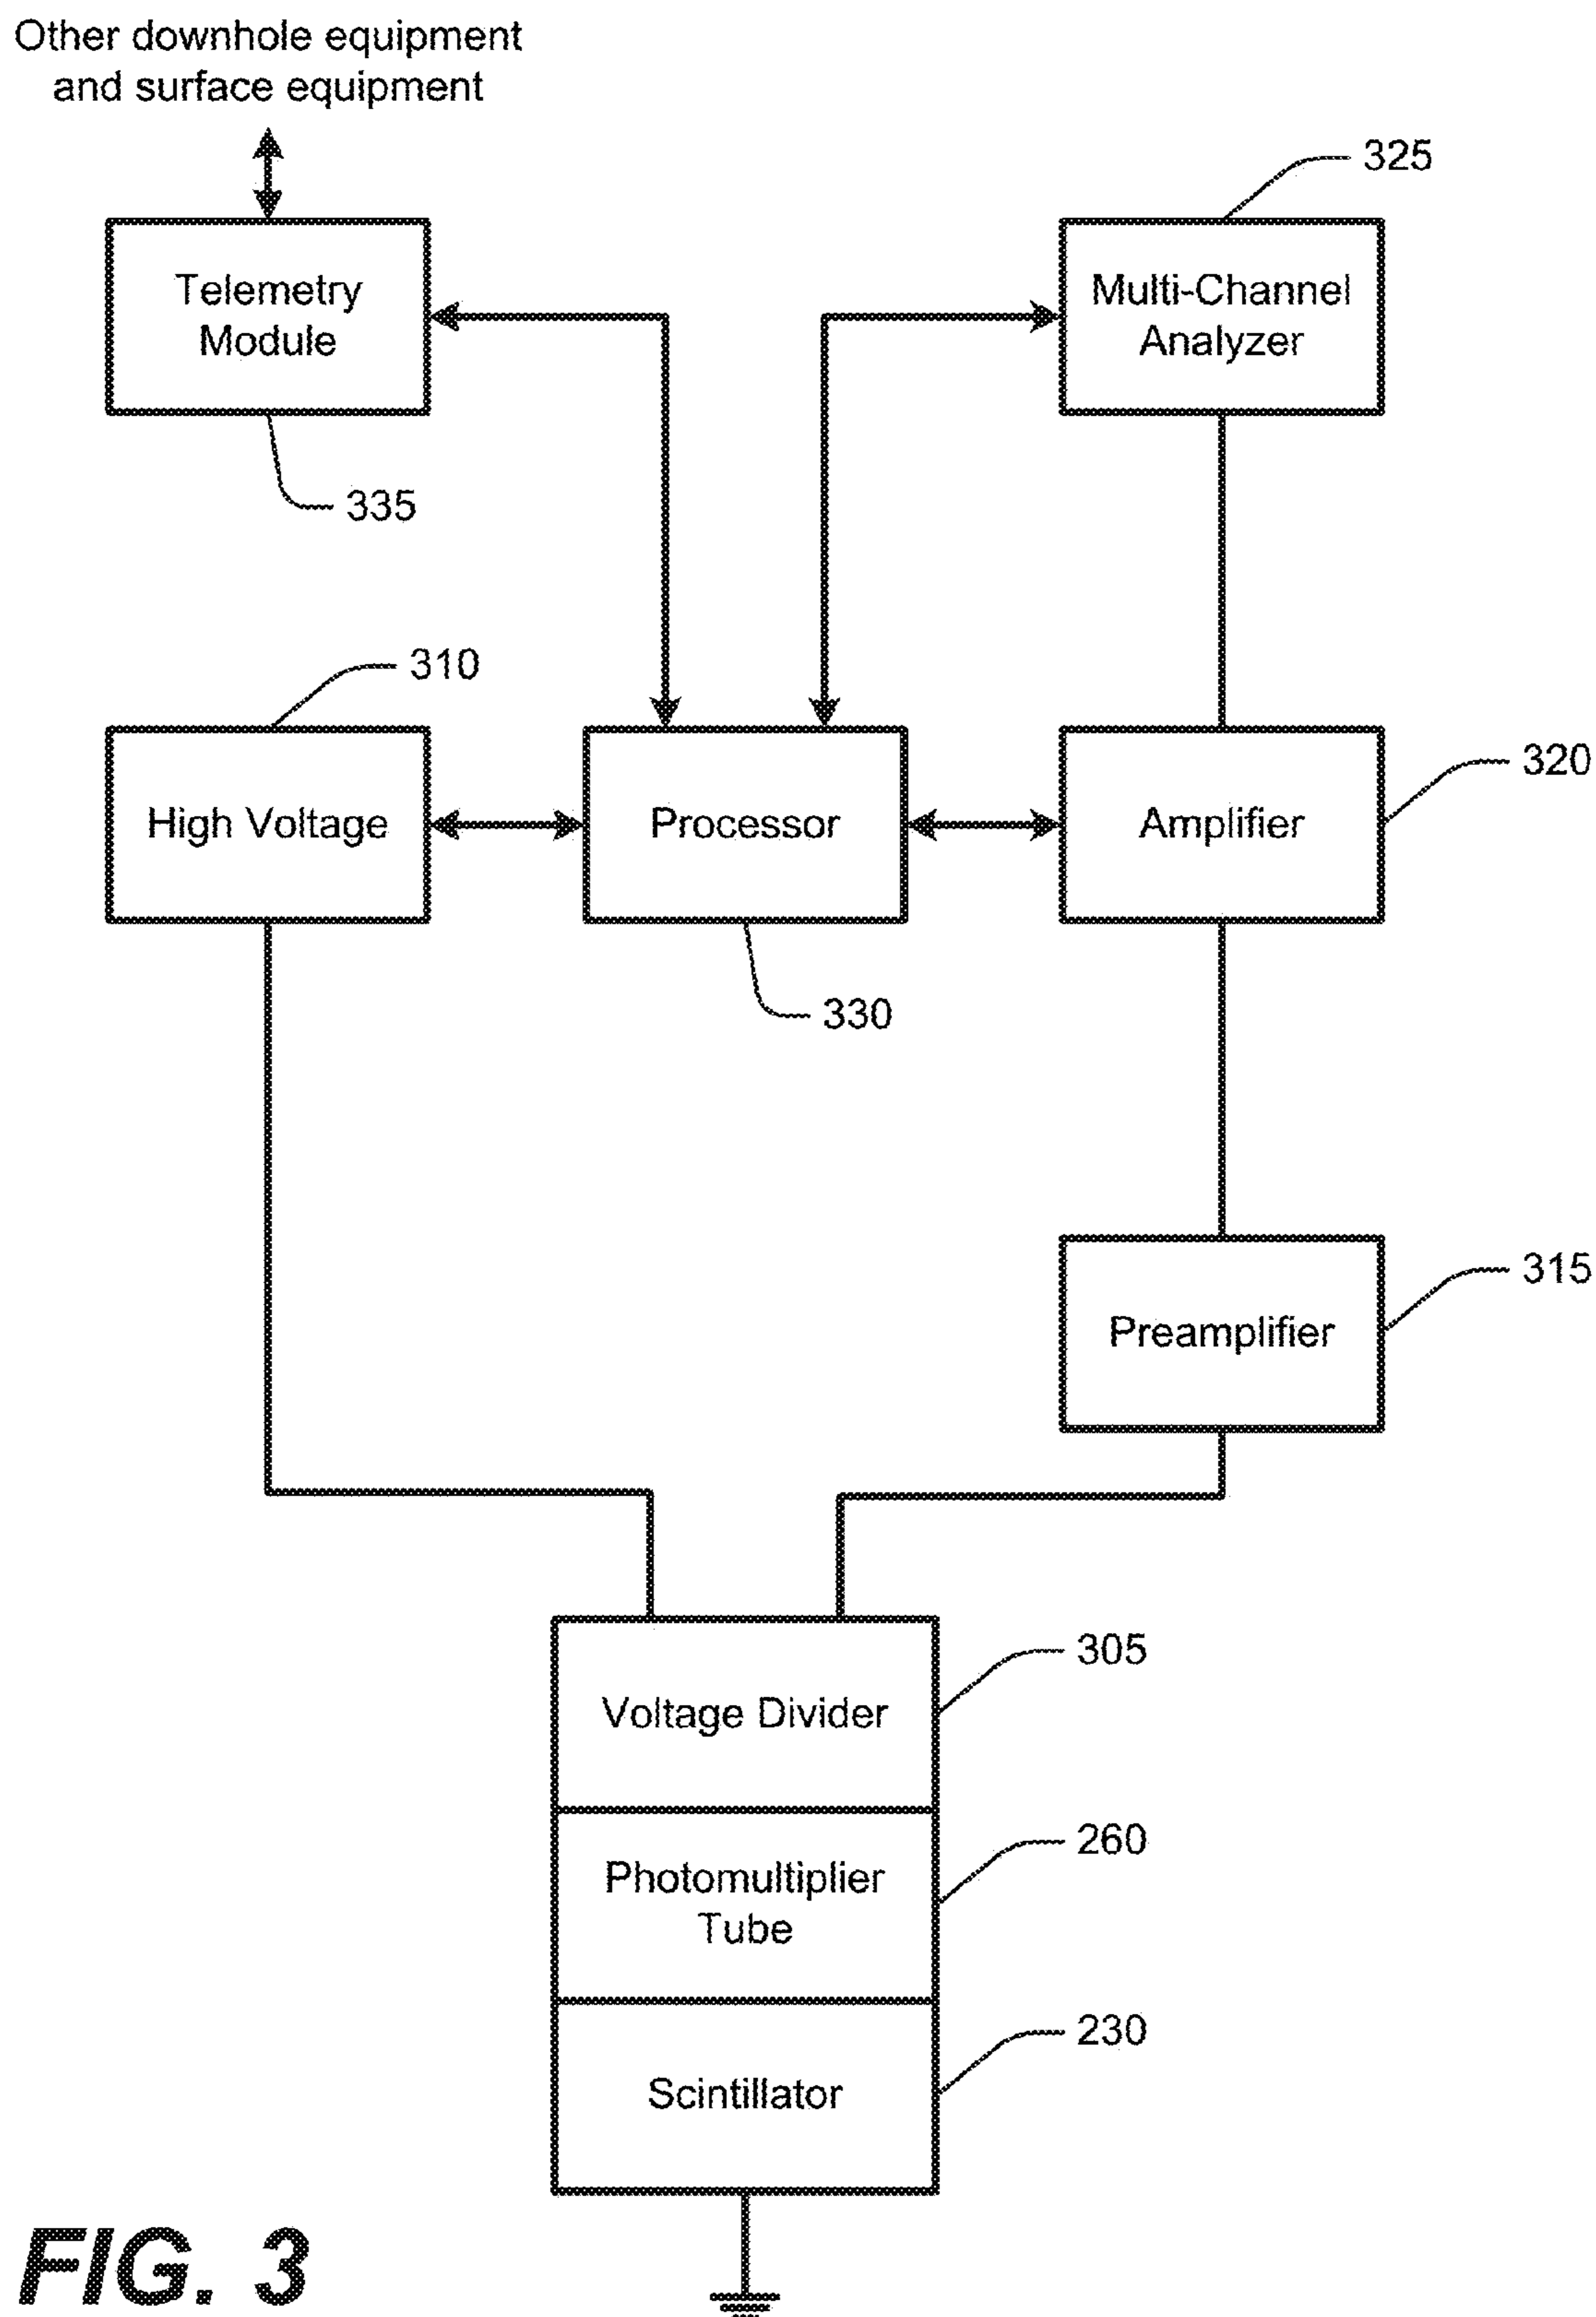 Other downhole equipment
and surface equipment
325
Telemetry
Module
Multi-Channel
Analyzer
335
310
320
High Voltage
Processor
Amplifier
330
315
Preamplifier
305
Voltage Divider
260
Photomultiplier
Tube
230
Scintillator
FIG. 3